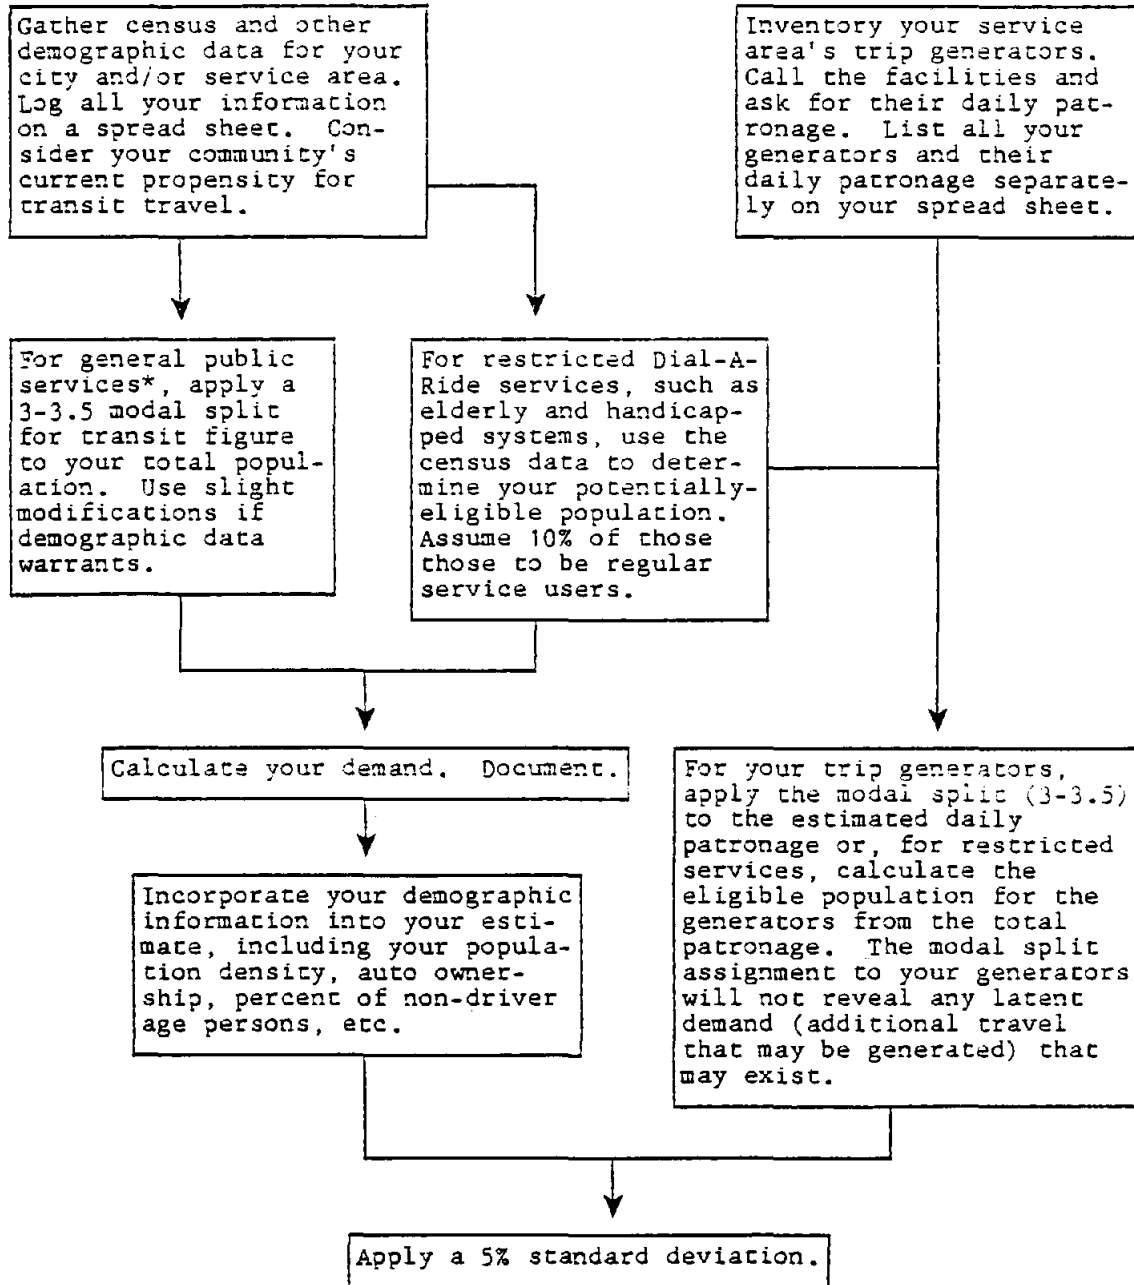 Gather census and other
demographic data for your
city and/or service area.
Log all your information
on a spread sheet. Con-
sider your community's
current propensity for
transit travel.
Inventory your service
area's trip generators.
Call the facilities and
ask for their daily pat-
ronage. List all your
generators and their
daily patronage separate-
ly on your spread sheet.
For general public
services*, apply a
3-3.5 modal split
for transit figure
to your total popul-
ation. Use slight
modifications if
demographic data
warrants.
For restricted Dial-A-
Ride services, such as
elderly and handicap-
ped systems, use the
census data to deter-
mine your potentially-
eligible population.
Assume 10% of those
those to be regular
service users.
Calculate your demand. Document.
For your trip generators,
apply the modal split (3-3.5)
to the estimated daily
patronage or, for restricted
services, calculate the
eligible population for the
generators from the total
patronage. The modal split
assignment to your generators
will not reveal any latent
demand (additional travel
that may be generated) that
may exist.
Incorporate your demographic
information into your esti-
mate, including your popula-
tion density, auto owner-
ship, percent of non-driver
age persons, etc.
Apply a 5% standard deviation.